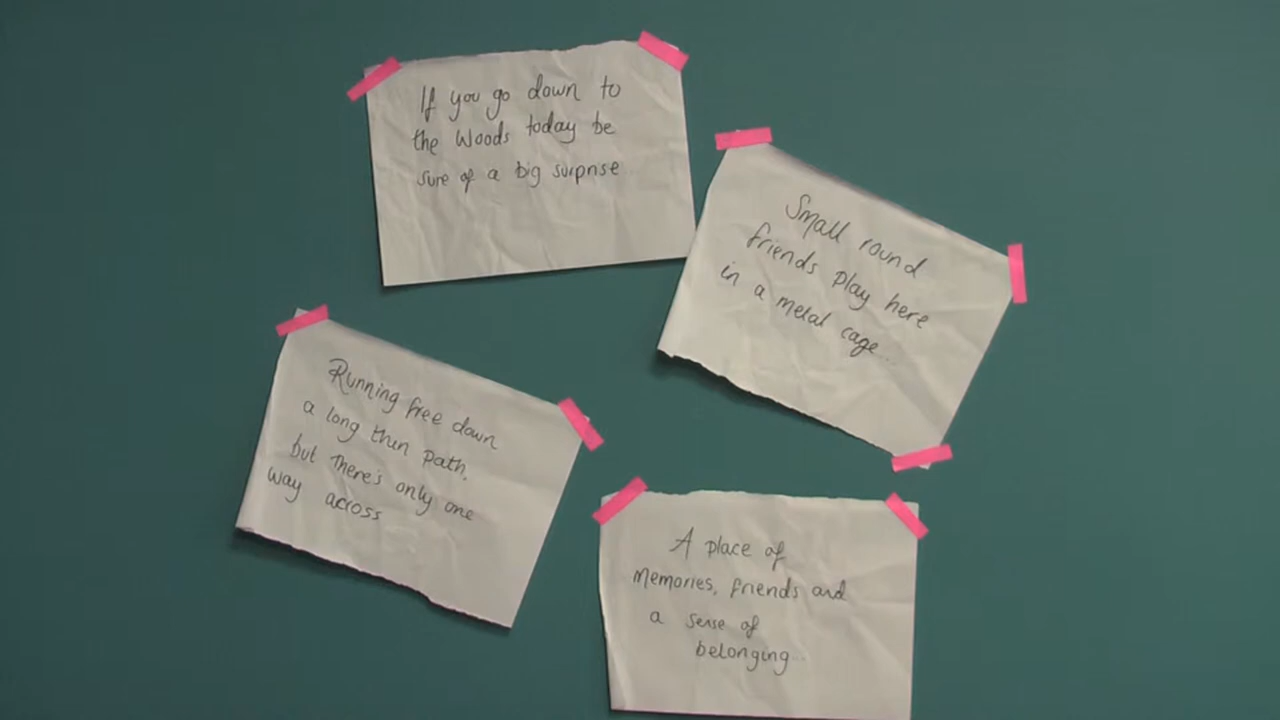 If you go down to
the Woods today be
sure of a big surprise...
Small round
friends play here
in a metal cage...
Running free down
a long thin path,
but there's only one
way across
A place of
memories, friends and
a sense of
belonging...